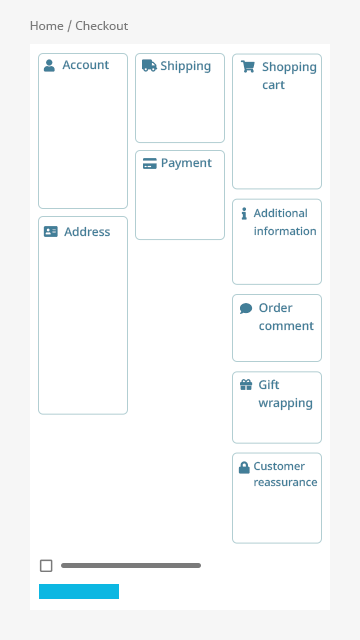 Home / Checkout
Account
Address
Shipping
Payment
Shopping
cart
Additional
information
Order
comment
Gift
wrapping
Customer
reassurance